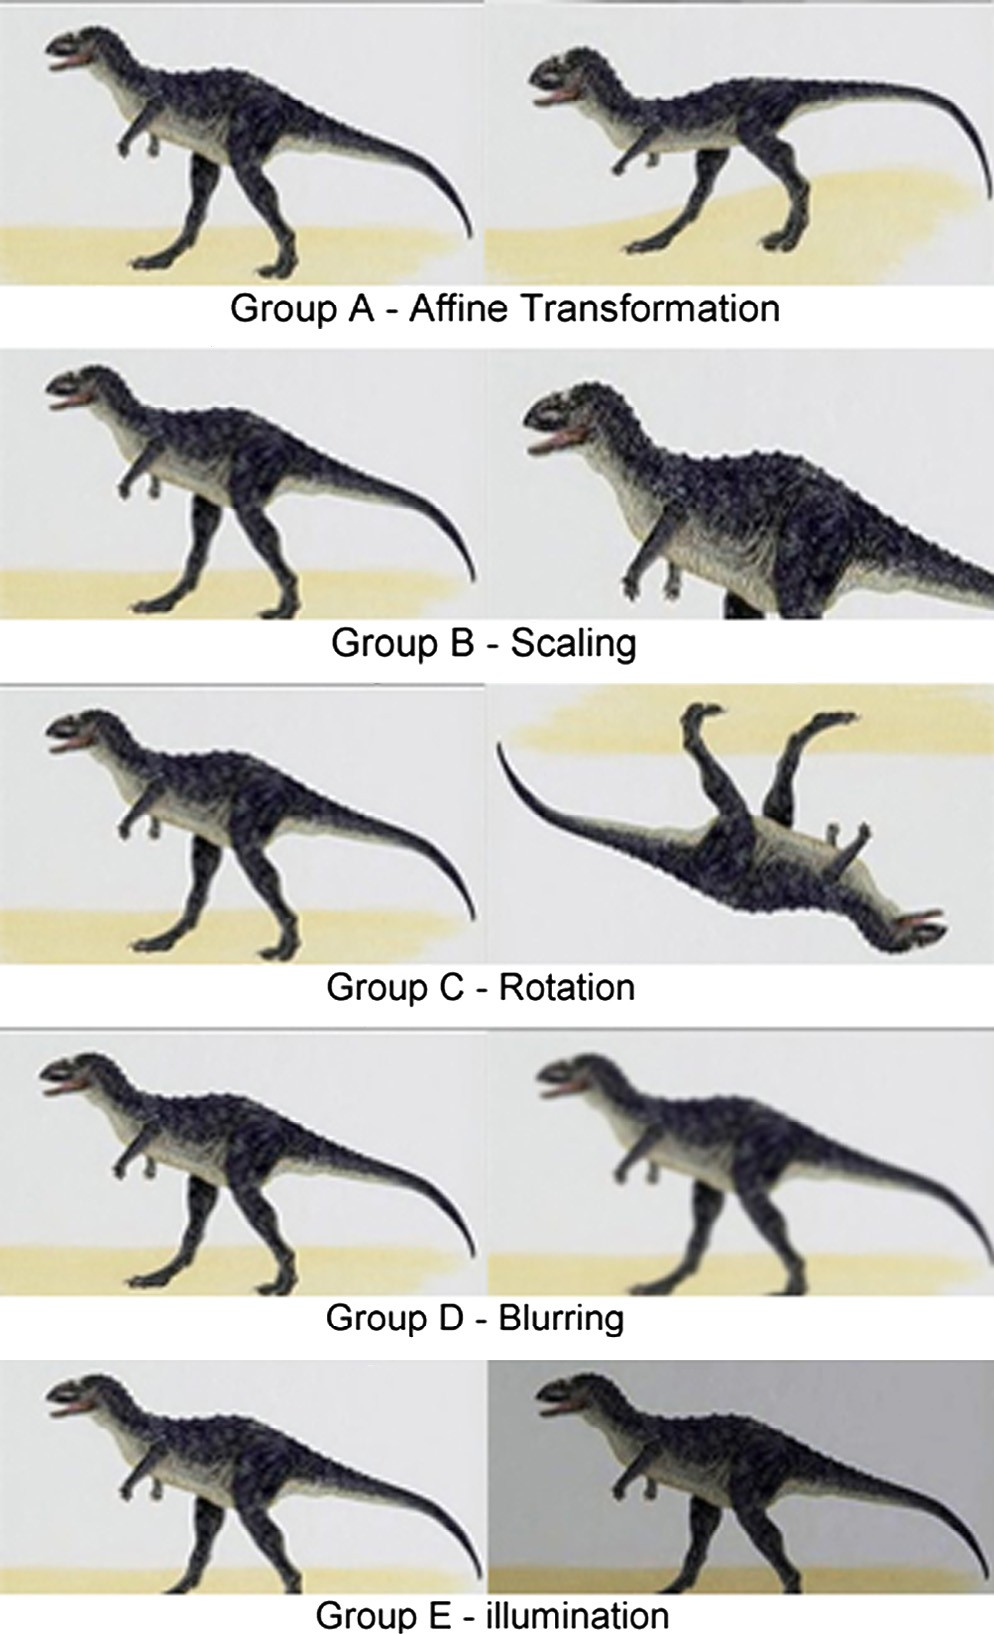 Group A - Affine Transformation
Group B - Scaling
Group C - Rotation
Group D - Blurring
Group E - illumination